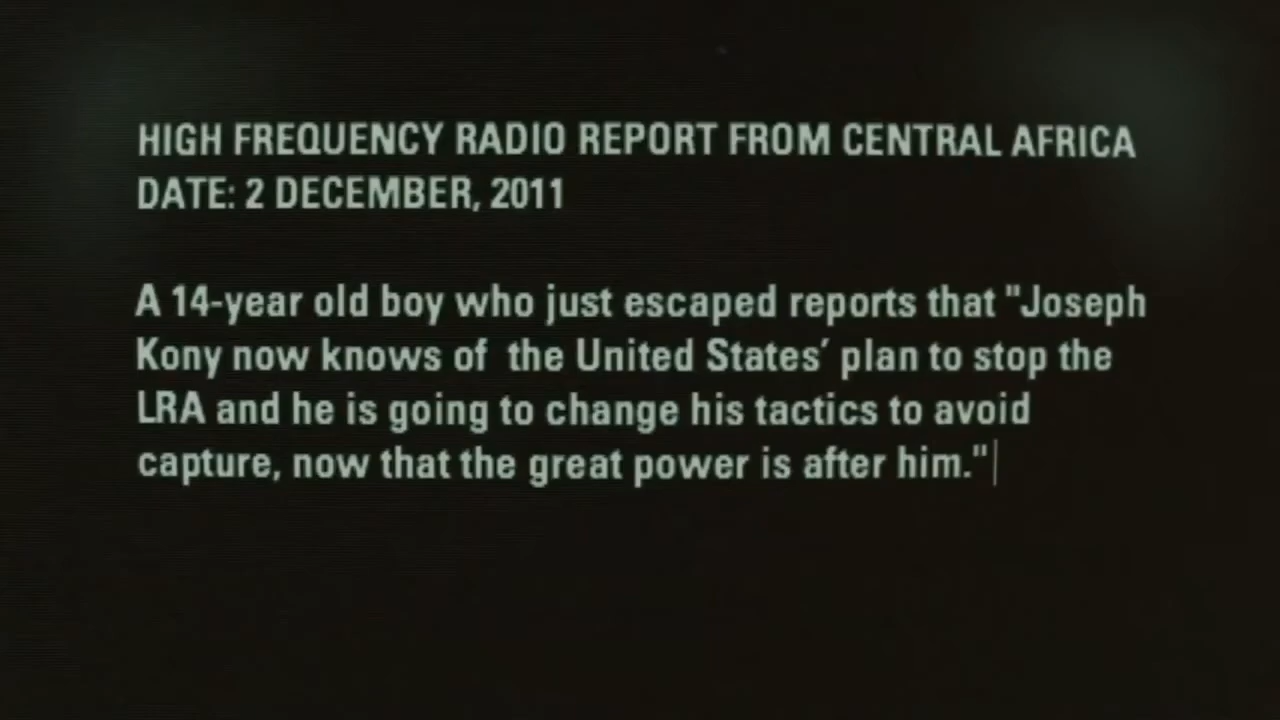 HIGH FREQUENCY RADIO REPORT FROM CENTRAL AFRICA
DATE: 2 DECEMBER, 2011
A 14-year old boy who just escaped reports that "Joseph
Kony now knows of the United States' plan to stop the
LRA and he is going to change his tactics to avoid
capture, now that the great power is after him."